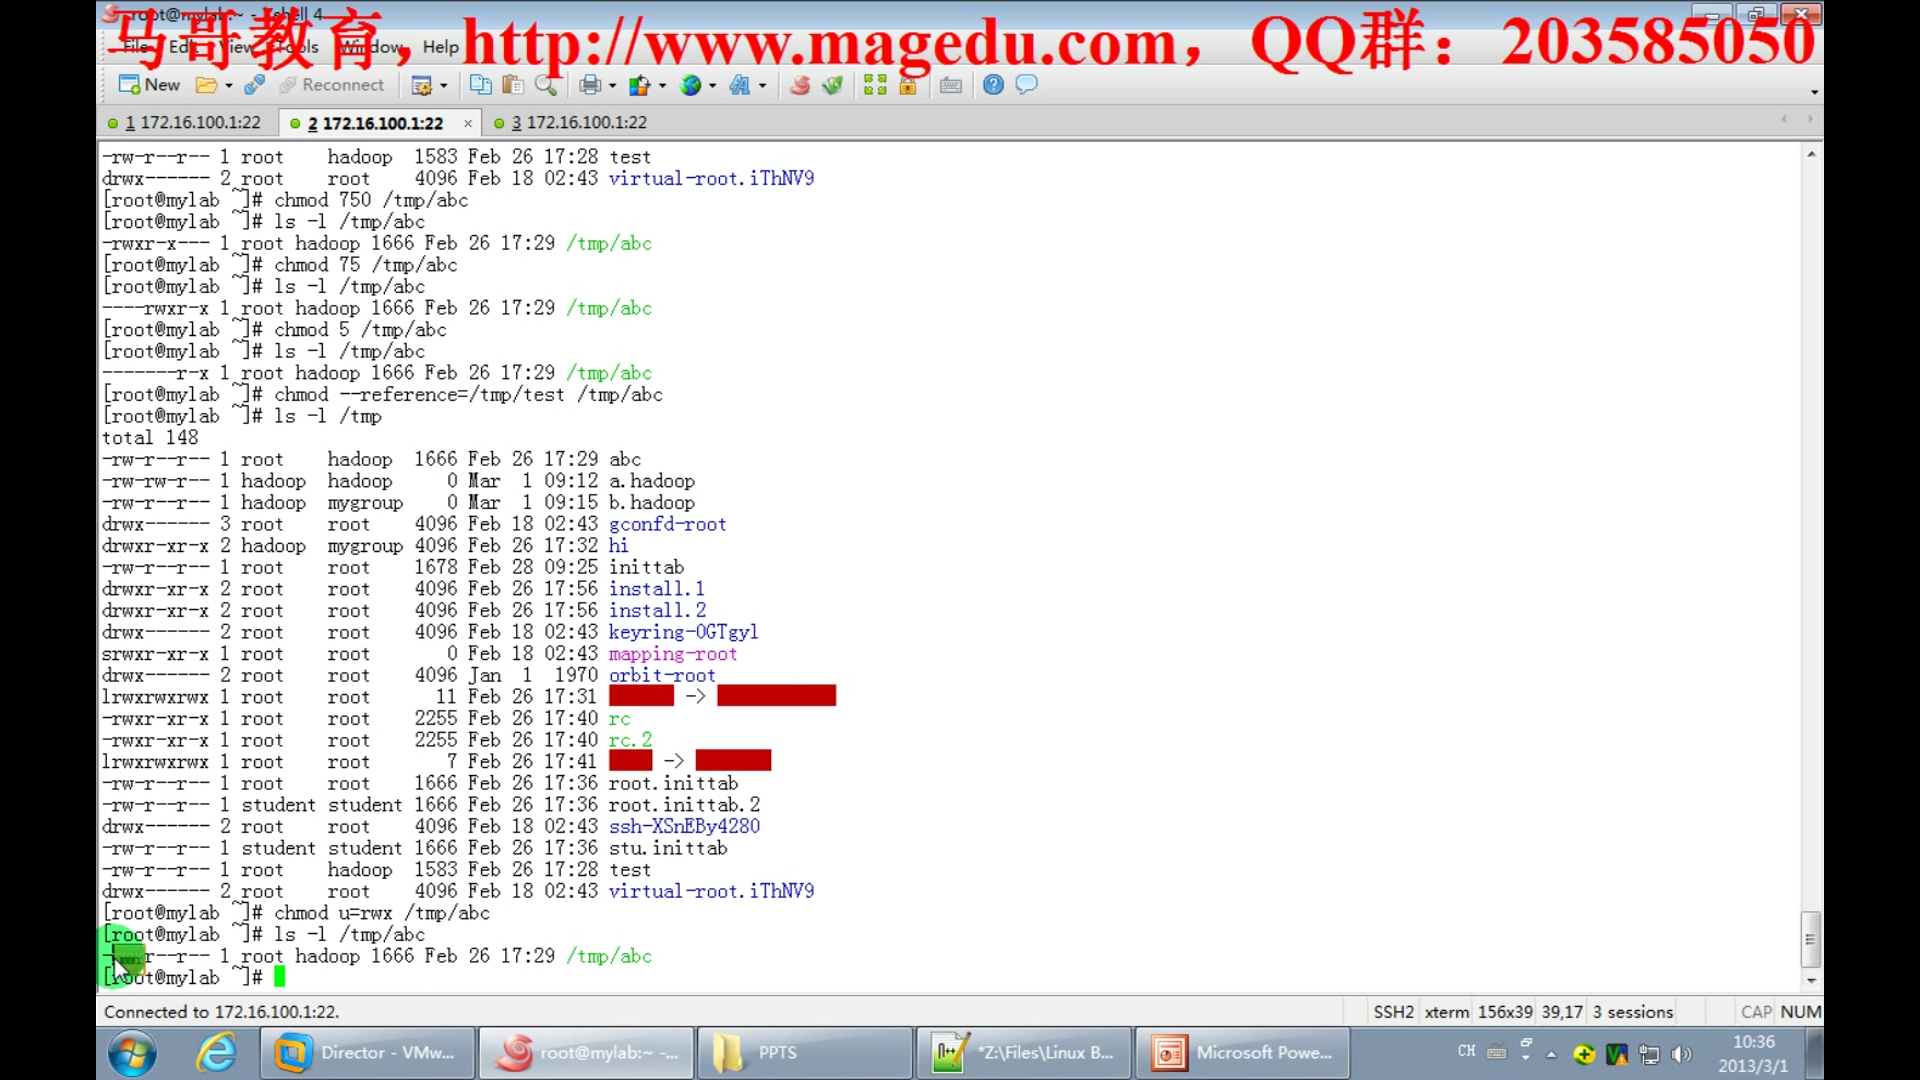 root@mylab:~ - Xshell 4
马哥教育，http://www.magedu.com，QQ群：203585050
File Edit View Tools Window Help
New Reconnect
1 172.16.100.1:22 2 172.16.100.1:22 × 3 172.16.100.1:22
-rw-r--r-- 1 root hadoop 1583 Feb 26 17:28 test
drwx------ 2 root root 4096 Feb 18 02:43 virtual-root.iThNV9
[root@mylab ~]# chmod 750 /tmp/abc
[root@mylab ~]# ls -l /tmp/abc
-rwxr-x--- 1 root hadoop 1666 Feb 26 17:29 /tmp/abc
[root@mylab ~]# chmod 75 /tmp/abc
[root@mylab ~]# ls -l /tmp/abc
----rwxr-x 1 root hadoop 1666 Feb 26 17:29 /tmp/abc
[root@mylab ~]# chmod 5 /tmp/abc
[root@mylab ~]# ls -l /tmp/abc
-------r-x 1 root hadoop 1666 Feb 26 17:29 /tmp/abc
[root@mylab ~]# chmod --reference=/tmp/test /tmp/abc
[root@mylab ~]# ls -l /tmp
total 148
-rw-r--r-- 1 root hadoop 1666 Feb 26 17:29 abc
-rw-rw-r-- 1 hadoop hadoop 0 Mar 1 09:12 a.hadoop
-rw-r--r-- 1 hadoop mygroup 0 Mar 1 09:15 b.hadoop
drwx------ 3 root root 4096 Feb 18 02:43 gconfd-root
drwxr-xr-x 2 hadoop mygroup 4096 Feb 26 17:32 hi
-rw-r--r-- 1 root root 1678 Feb 28 09:25 inittab
drwxr-xr-x 2 root root 4096 Feb 26 17:56 install.1
drwxr-xr-x 2 root root 4096 Feb 26 17:56 install.2
drwx------ 2 root root 4096 Feb 18 02:43 keyring-OGTgyl
srwxr-xr-x 1 root root 0 Feb 18 02:43 mapping-root
drwx------ 2 root root 4096 Jan 1 1970 orbit-root
lrwxrwxrwx 1 root root 11 Feb 26 17:31 ->
-rwxr-xr-x 1 root root 2255 Feb 26 17:40 rc
-rwxr-xr-x 1 root root 2255 Feb 26 17:40 rc.2
lrwxrwxrwx 1 root root 7 Feb 26 17:41 ->
-rw-r--r-- 1 root root 1666 Feb 26 17:36 root.inittab
-rw-r--r-- 1 student student 1666 Feb 26 17:36 root.inittab.2
drwx------ 2 root root 4096 Feb 18 02:43 ssh-XSnEBy4280
-rw-r--r-- 1 student student 1666 Feb 26 17:36 stu.inittab
-rw-r--r-- 1 root hadoop 1583 Feb 26 17:28 test
drwx------ 2 root root 4096 Feb 18 02:43 virtual-root.iThNV9
[root@mylab ~]# chmod u=rwx /tmp/abc
[root@mylab ~]# ls -l /tmp/abc
r--r-- 1 root hadoop 1666 Feb 26 17:29 /tmp/abc
[root@mylab ~]#
Connected to 172.16.100.1:22. SSH2 xterm 156x39 39,17 3 sessions CAP NUM
Director - VMw... root@mylab:~ -... PPTS *Z:\Files\Linux B... Microsoft Powe... CH 10:36
2013/3/1